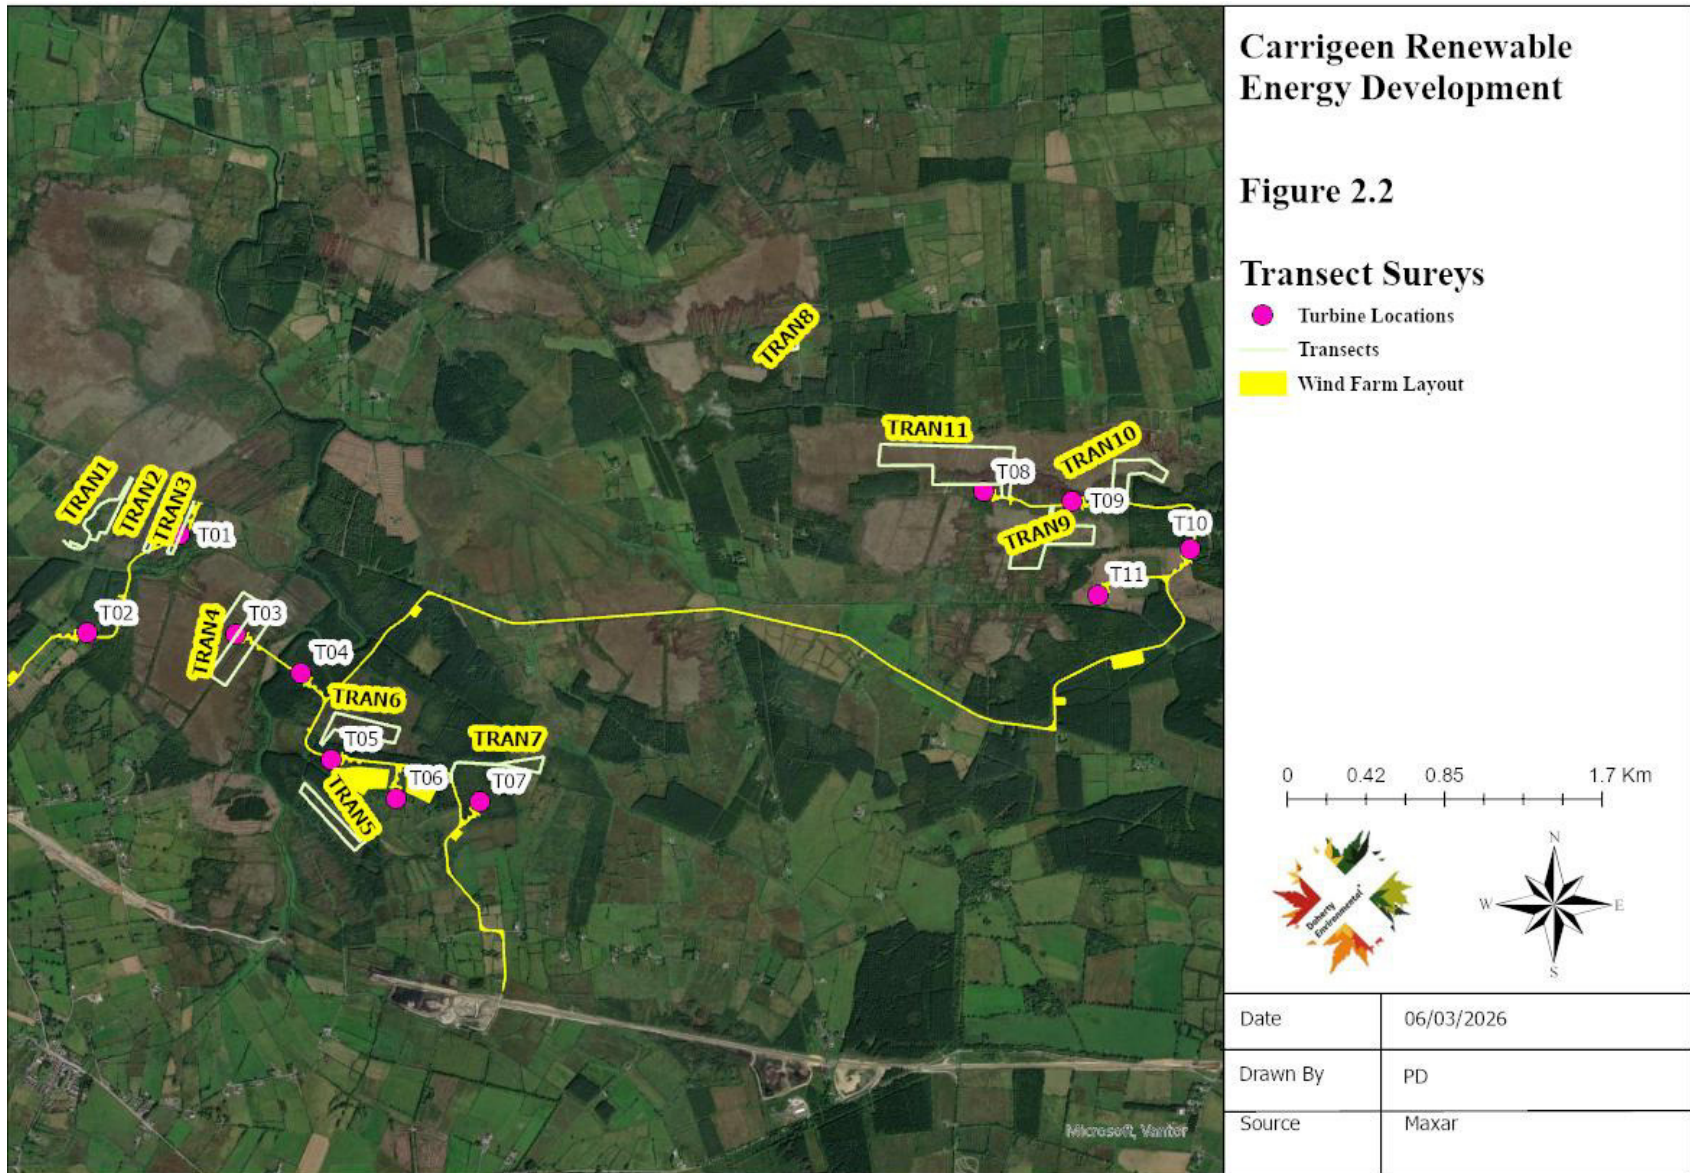 Carrigeen Renewable
Energy Development
Figure 2.2
Transect Sureys
Turbine Locations
Transects
Wind Farm Layout
TRAN8
TRAN11
TRAN10
T08
T09
TRAN9
T10
T11
TRAN1
TRAN2
TRAN3
T01
T02
TRAN4
T03
T04
TRAN6
T05
TRAN7
T06
T07
TRAN5
0 0.42 0.85 1.7 Km
Doherty
Environmental
N
W E
S
Date 06/03/2026
Drawn By PD
Source Maxar
Microsoft, Vantor